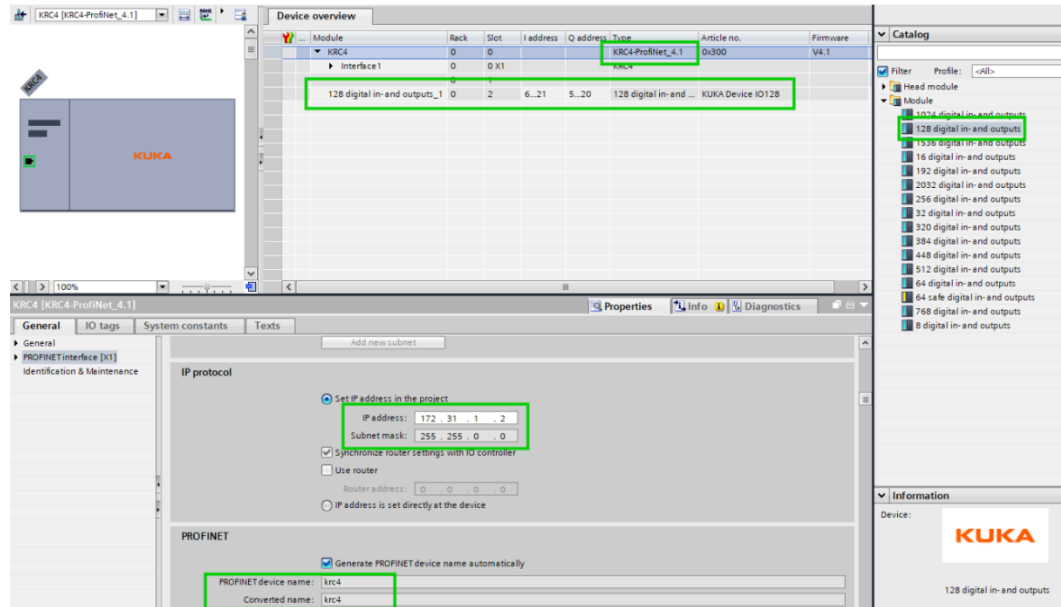 KRC4 [KRC4-ProfiNet_4.1]
Device overview
... Module Rack Slot I address Q address Type Article no. Firmware
KRC4 0 0 KRC4-ProfiNet_4.1 0x300 V4.1
Interface1 0 0 X1 KRC4
0 1
128 digital in- and outputs_1 0 2 6...21 5...20 128 digital in- and ... KUKA Device IO128
KRC4
KUKA
100%
Catalog
Filter Profile: <All>
Head module
Module
1024 digital in- and outputs
128 digital in- and outputs
1536 digital in- and outputs
16 digital in- and outputs
192 digital in- and outputs
2032 digital in- and outputs
256 digital in- and outputs
32 digital in- and outputs
320 digital in- and outputs
384 digital in- and outputs
448 digital in- and outputs
512 digital in- and outputs
64 digital in- and outputs
64 safe digital in- and outputs
768 digital in- and outputs
8 digital in- and outputs
KRC4 [KRC4-ProfiNet_4.1]
Properties Info Diagnostics
General IO tags System constants Texts
General
PROFINET interface [X1]
Identification & Maintenance
Add new subnet
IP protocol
Set IP address in the project
IP address: 172 . 31 . 1 . 2
Subnet mask: 255 . 255 . 0 . 0
Synchronize router settings with IO controller
Use router
Router address: 0 . 0 . 0 . 0
IP address is set directly at the device
PROFINET
Generate PROFINET device name automatically
PROFINET device name: krc4
Converted name: krc4
Information
Device:
KUKA
128 digital in- and outputs